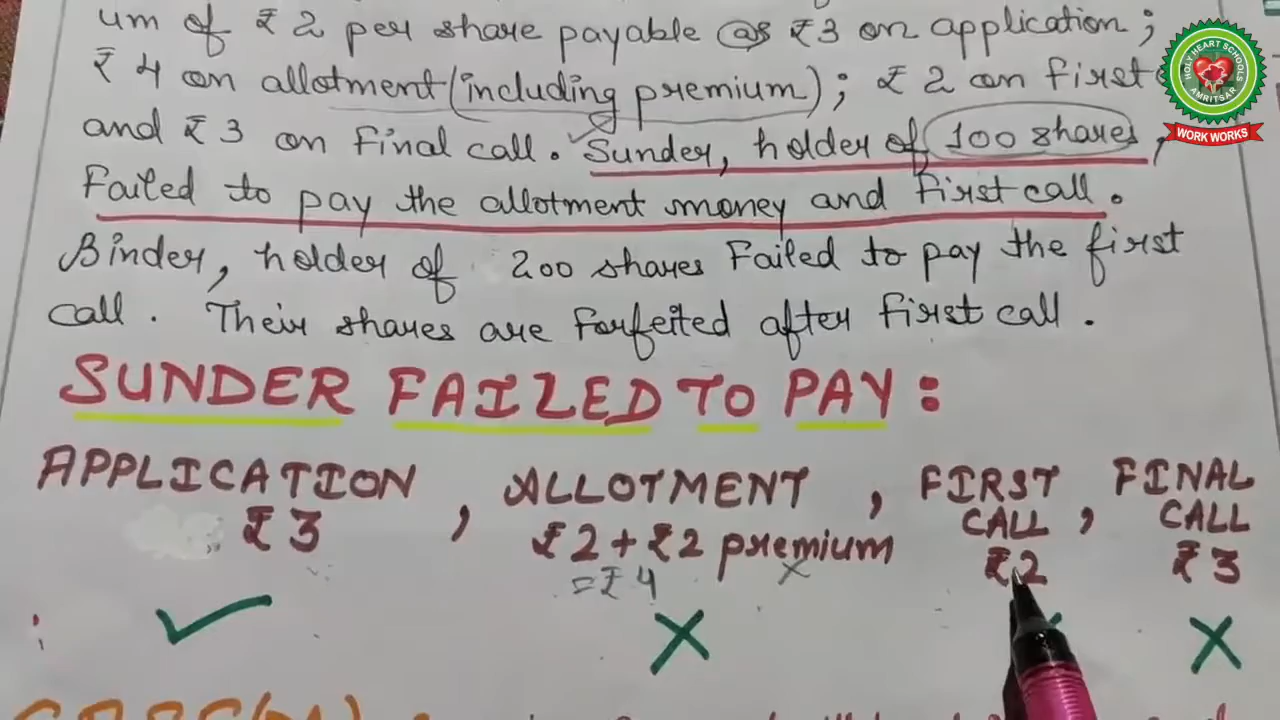 um of ₹ 2 per share payable as ₹3 on application ;
₹ 4 on allotment (including premium) ; ₹ 2 on first
and ₹ 3 on Final call. Sunder, holder of 100 shares,
Failed to pay the allotment money and first call.
Binder, holder of 200 shares Failed to pay the first
call. Their shares are forfeited after first call.
SUNDER FAILED TO PAY :
APPLICATION , ALLOTMENT , FIRST CALL , FINAL CALL
₹ 3 ₹2 + ₹2 premium ₹2 ₹ 3
= ₹ 4
HOLY HEART SCHOOLS
AMRITSAR
WORK WORKS